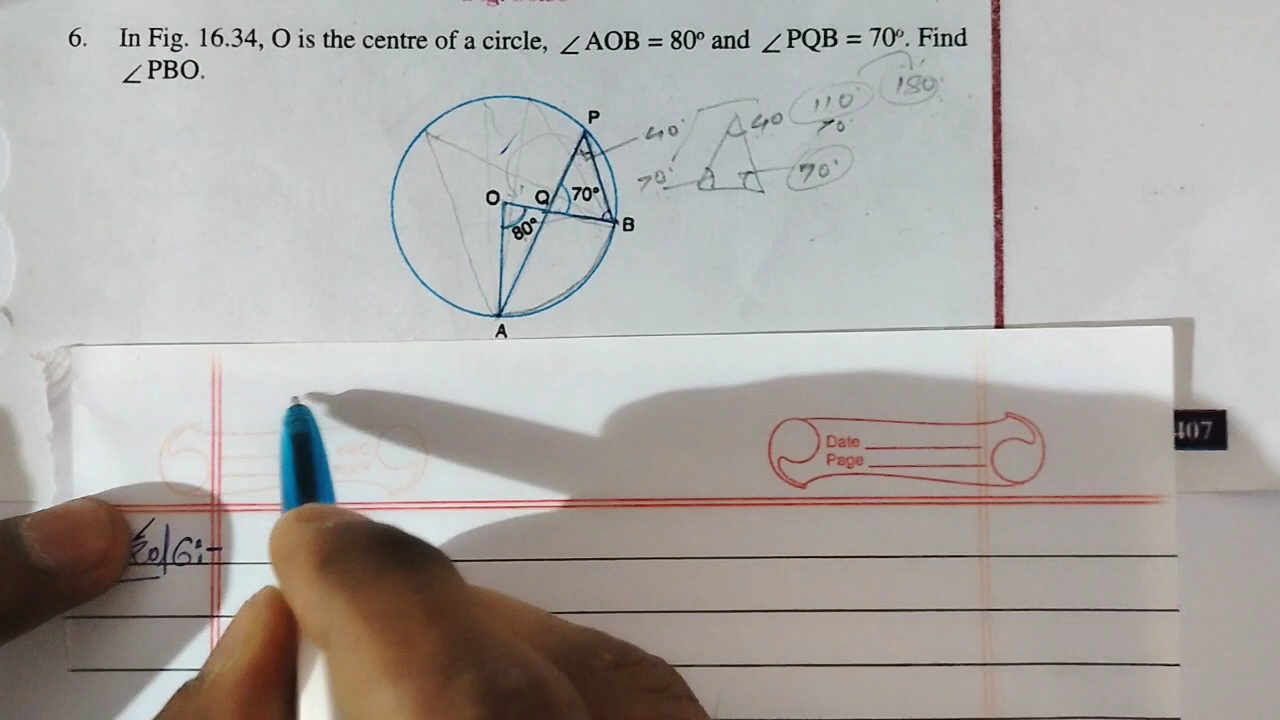 6. In Fig. 16.34, O is the centre of a circle, ∠AOB = 80° and ∠PQB = 70°. Find
∠PBO.
180
110
70
40
40
70
70
P
O
Q
70°
80°
B
A
407
Date
Page
Sol6:-